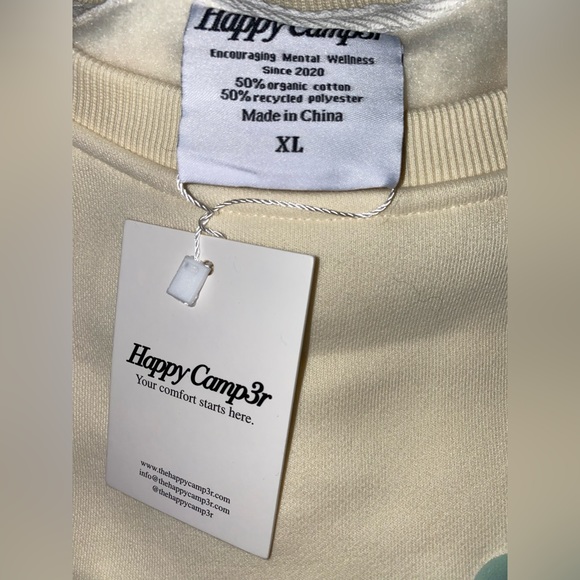 Happy Camp3r
Encouraging Mental Wellness
Since 2020
50% organic cotton
50% recycled polyester
Made in China
XL
Happy Camp3r
Your comfort starts here.
www.thehappycamp3r.com
info@thehappycamp3r.com
@thehappycamp3r